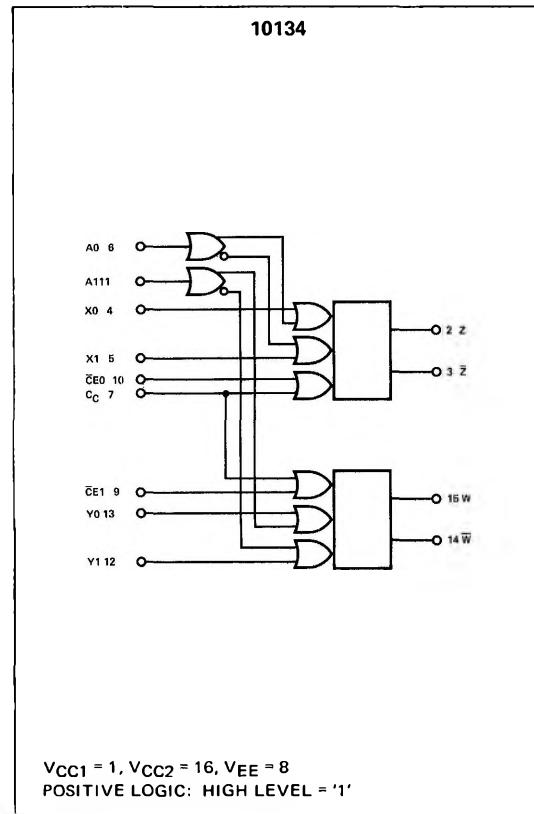 10134
A0 6
A111
X0 4
X1 5
C̅E0 10
CC 7
C̅E1 9
Y0 13
Y1 12
2 Z
3 Z̅
15 W
14 W̅
VCC1 = 1, VCC2 = 16, VEE = 8
POSITIVE LOGIC: HIGH LEVEL = '1'